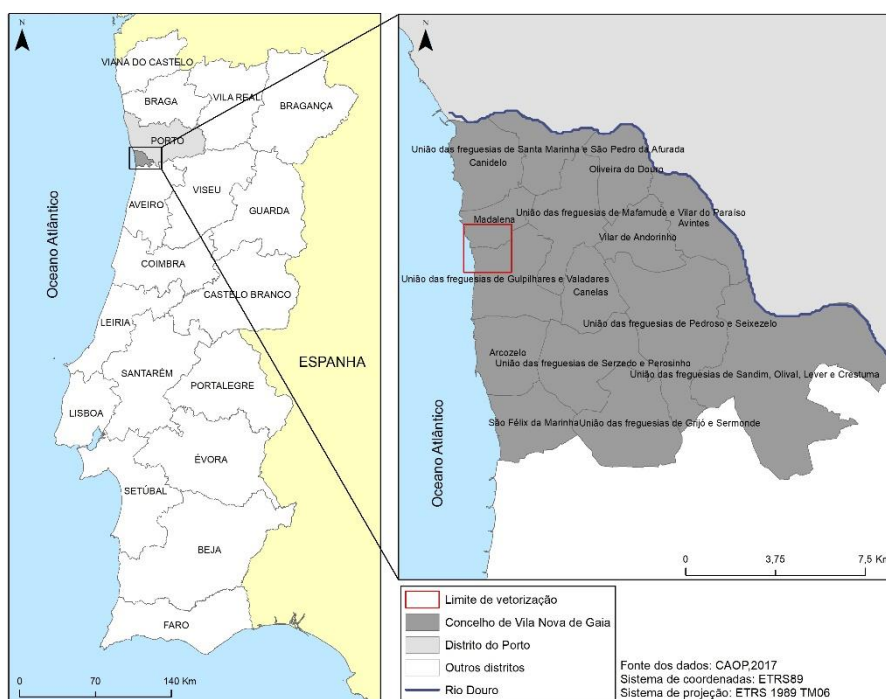 N
VIANA DO CASTELO
BRAGA
VILA REAL
BRAGANÇA
PORTO
AVEIRO
VISEU
GUARDA
COIMBRA
CASTELO BRANCO
LEIRIA
SANTARÉM
PORTALEGRE
LISBOA
ÉVORA
SETÚBAL
BEJA
FARO
ESPANHA
Oceano Atlântico
0 70 140 KM
N
União das freguesias de Santa Marinha e São Pedro da Afurada
Canidelo
Oliveira do Douro
União das freguesias de Mafamude e Vilar do Paraíso
Madalena
Avintes
Vilar de Andorinho
União das freguesias de Gulpilhares e Valadares
Canelas
União das freguesias de Pedroso e Seixezelo
Arcozelo
União das freguesias de Serzedo e Perosinho
União das freguesias de Sandim, Olival, Lever e Crestuma
São Félix da Marinha
União das freguesias de Grijó e Sermonde
Oceano Atlântico
0 3,75 7,5 Km
Limite de vetorização
Concelho de Vila Nova de Gaia
Distrito do Porto
Outros distritos
Rio Douro
Fonte dos dados: CAOP,2017
Sistema de coordenadas: ETRS89
Sistema de projeção: ETRS 1989 TM06